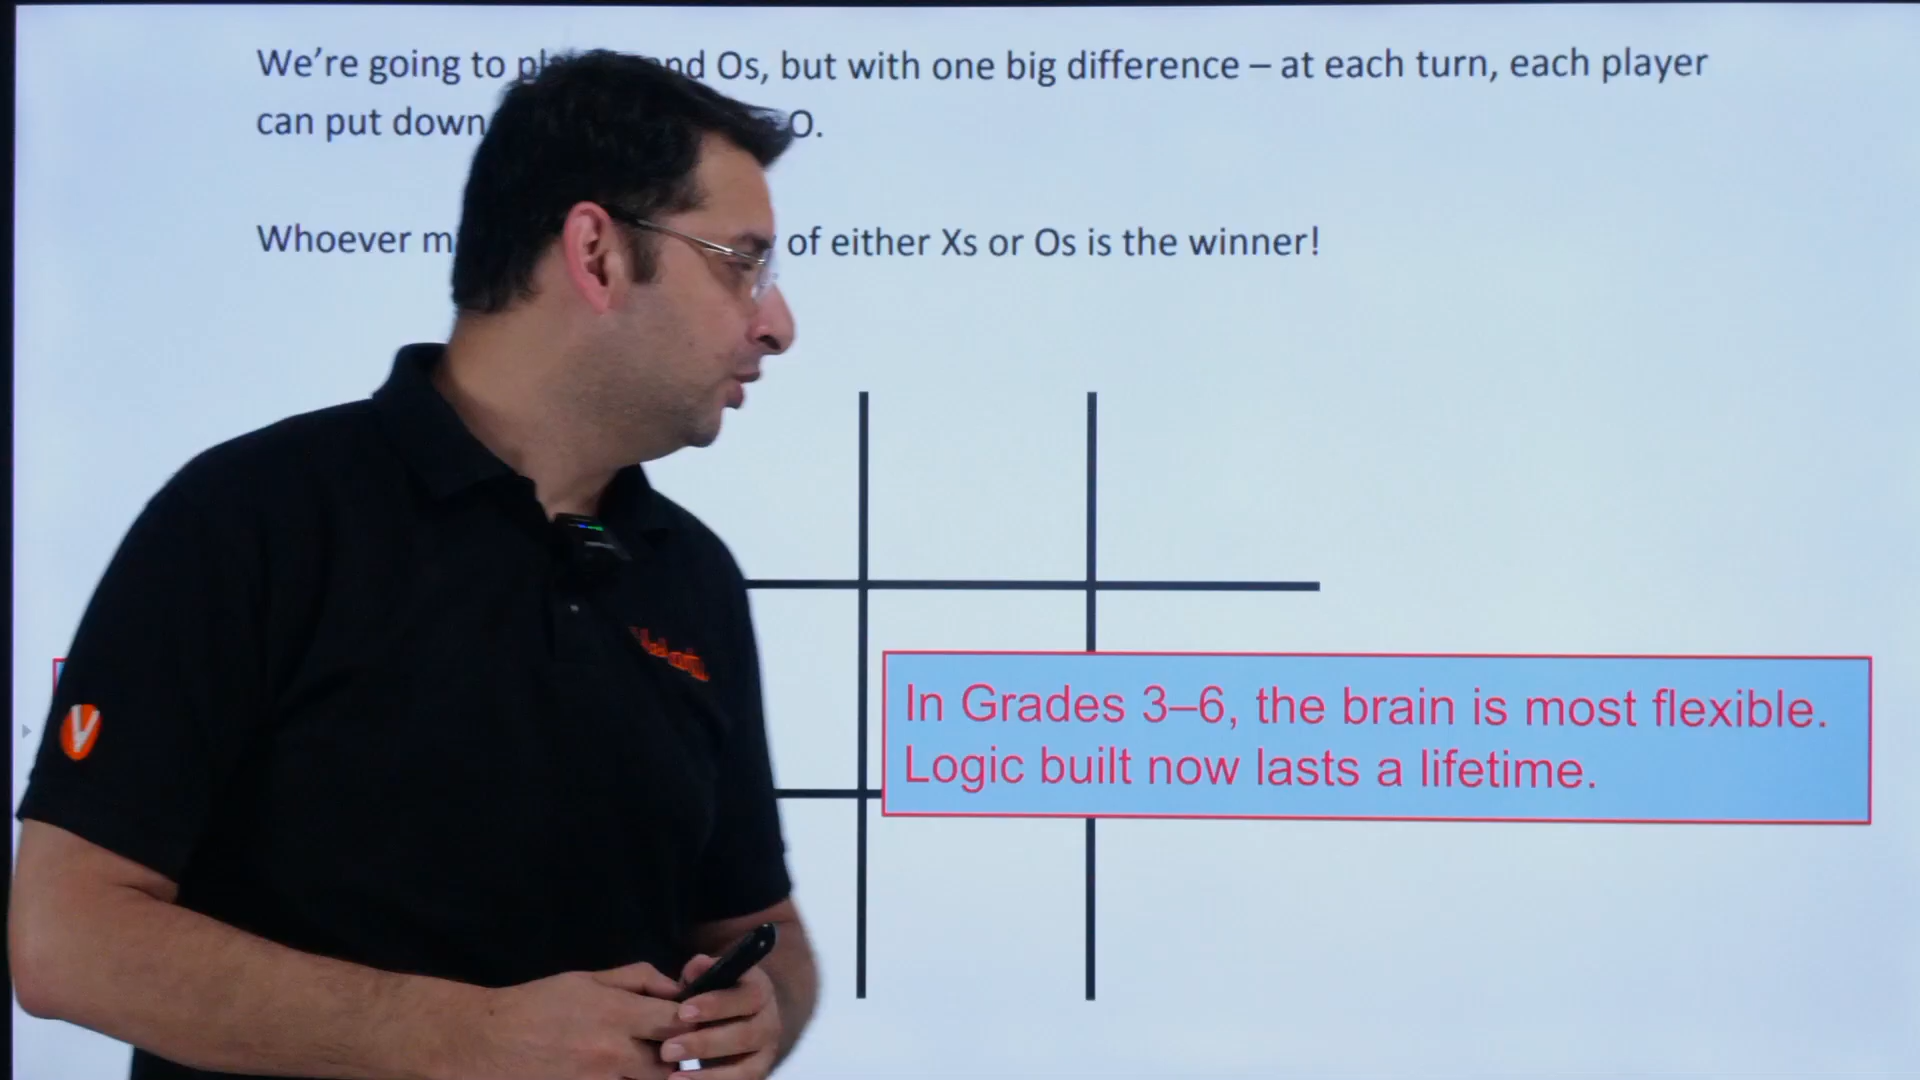 We're going to pl nd Os, but with one big difference – at each turn, each player
can put down O.
Whoever m of either Xs or Os is the winner!
In Grades 3–6, the brain is most flexible.
Logic built now lasts a lifetime.
V